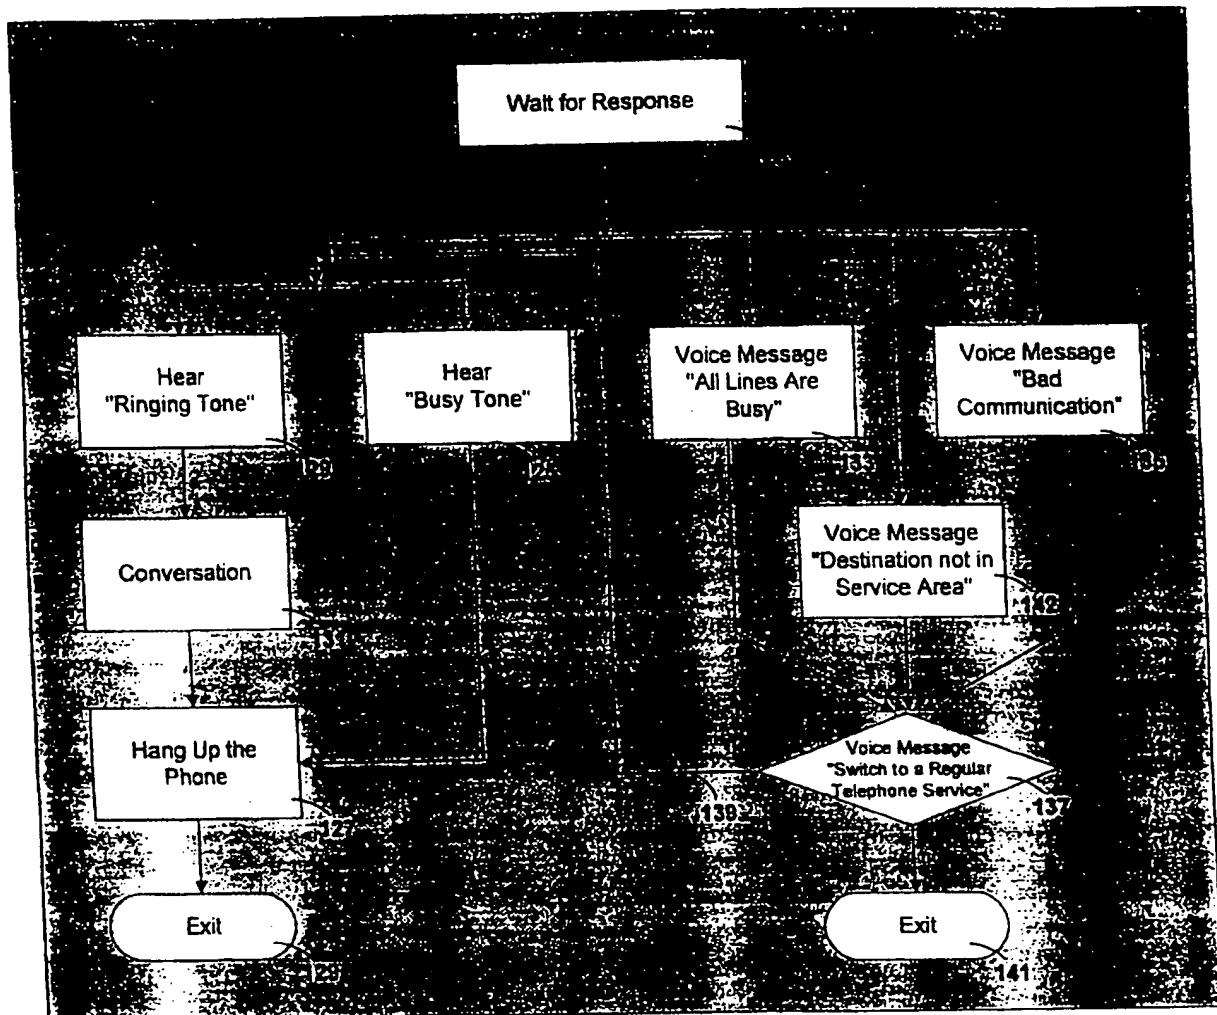 Wait for Response
Hear
"Ringing Tone"
Hear
"Busy Tone"
Voice Message
"All Lines Are
Busy"
Voice Message
"Bad
Communication"
Conversation
Voice Message
"Destination not in
Service Area"
Hang Up the
Phone
Voice Message
"Switch to a Regular
Telephone Service"
139
137
Exit
Exit
141